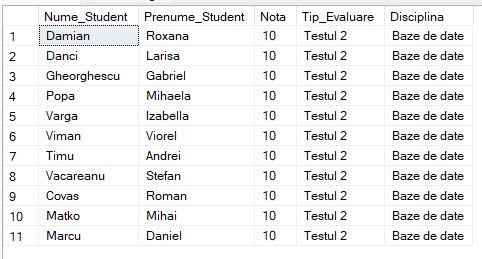 Nume_Student Prenume_Student Nota Tip_Evaluare Disciplina
1 Damian Roxana 10 Testul 2 Baze de date
2 Danci Larisa 10 Testul 2 Baze de date
3 Gheorghescu Gabriel 10 Testul 2 Baze de date
4 Popa Mihaela 10 Testul 2 Baze de date
5 Varga Izabella 10 Testul 2 Baze de date
6 Viman Viorel 10 Testul 2 Baze de date
7 Timu Andrei 10 Testul 2 Baze de date
8 Vacareanu Stefan 10 Testul 2 Baze de date
9 Covas Roman 10 Testul 2 Baze de date
10 Matko Mihai 10 Testul 2 Baze de date
11 Marcu Daniel 10 Testul 2 Baze de date